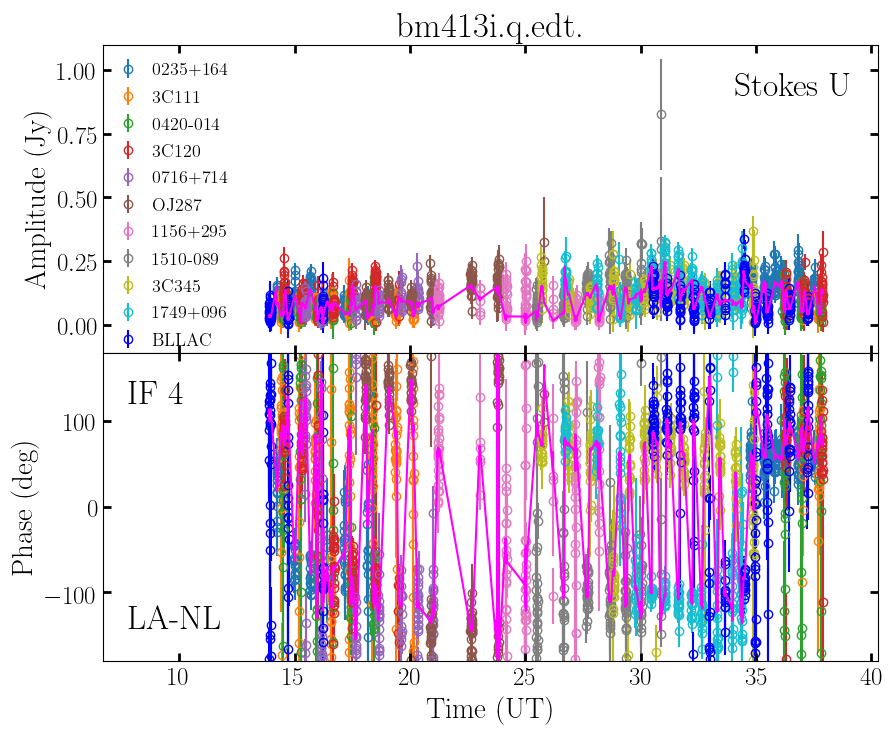 bm413i.q.edt.
Stokes U
0235+164
3C111
0420-014
3C120
0716+714
OJ287
1156+295
1510-089
3C345
1749+096
BLLAC
Amplitude (Jy)
1.00
0.75
0.50
0.25
0.00
IF 4
LA-NL
Phase (deg)
100
0
−100
10 15 20 25 30 35 40
Time (UT)